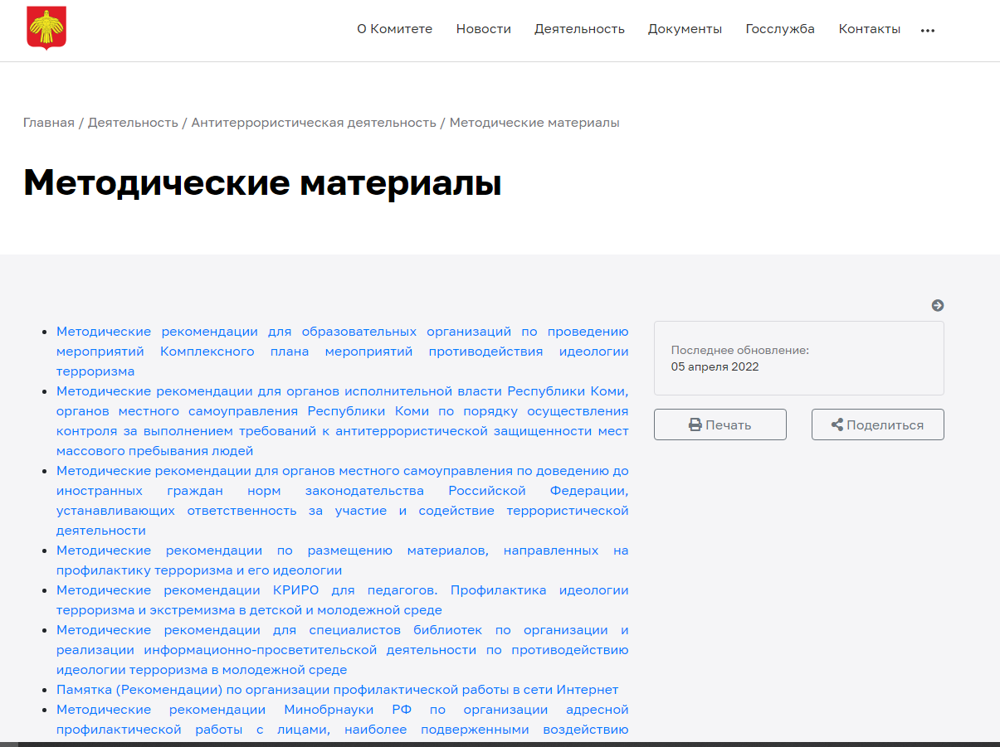 О Комитете Новости Деятельность Документы Госслужба Контакты ...
Главная / Деятельность / Антитеррористическая деятельность / Методические материалы
Методические материалы
Методические рекомендации для образовательных организаций по проведению
мероприятий Комплексного плана мероприятий противодействия идеологии
терроризма
Методические рекомендации для органов исполнительной власти Республики Коми,
органов местного самоуправления Республики Коми по порядку осуществления
контроля за выполнением требований к антитеррористической защищенности мест
массового пребывания людей
Методические рекомендации для органов местного самоуправления по доведению до
иностранных граждан норм законодательства Российской Федерации,
устанавливающих ответственность за участие и содействие террористической
деятельности
Методические рекомендации по размещению материалов, направленных на
профилактику терроризма и его идеологии
Методические рекомендации КРИРО для педагогов. Профилактика идеологии
терроризма и экстремизма в детской и молодежной среде
Методические рекомендации для специалистов библиотек по организации и
реализации информационно-просветительской деятельности по противодействию
идеологии терроризма в молодежной среде
Памятка (Рекомендации) по организации профилактической работы в сети Интернет
Методические рекомендации Минобрнауки РФ по организации адресной
профилактической работы с лицами, наиболее подверженными воздействию
Последнее обновление:
05 апреля 2022
Печать Поделиться